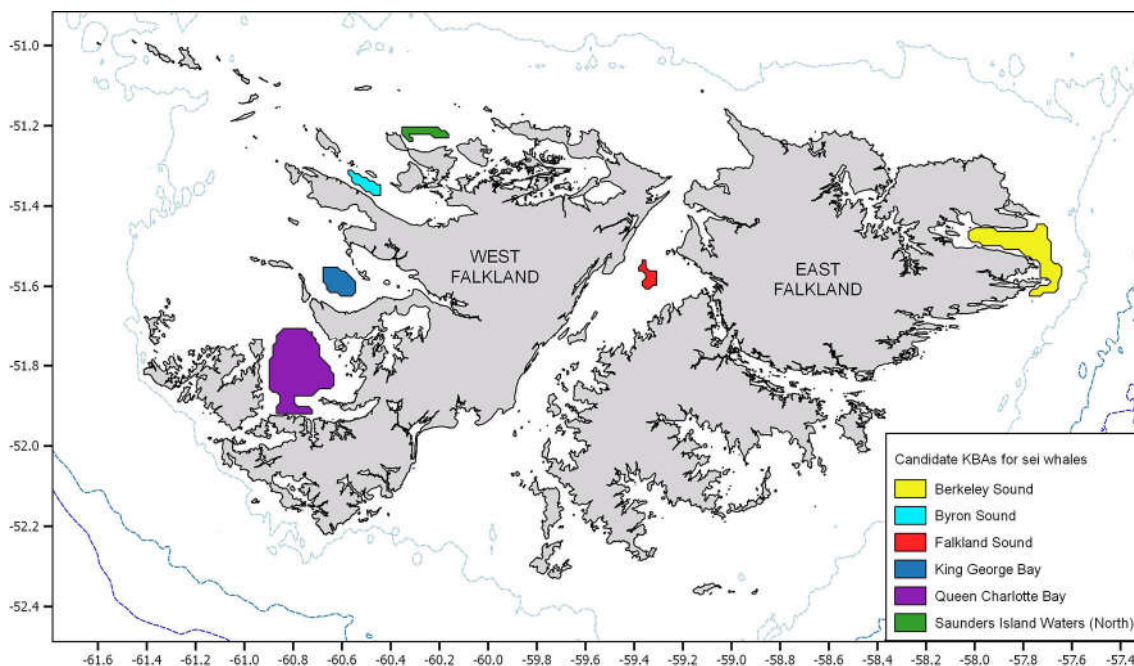 -51.0
-51.2
-51.4
-51.6
-51.8
-52.0
-52.2
-52.4
WEST
FALKLAND
EAST
FALKLAND
Candidate KBAs for sei whales
Berkeley Sound
Byron Sound
Falkland Sound
King George Bay
Queen Charlotte Bay
Saunders Island Waters (North)
-61.6 -61.4 -61.2 -61.0 -60.8 -60.6 -60.4 -60.2 -60.0 -59.8 -59.6 -59.4 -59.2 -59.0 -58.8 -58.6 -58.4 -58.2 -58.0 -57.8 -57.6 -57.4